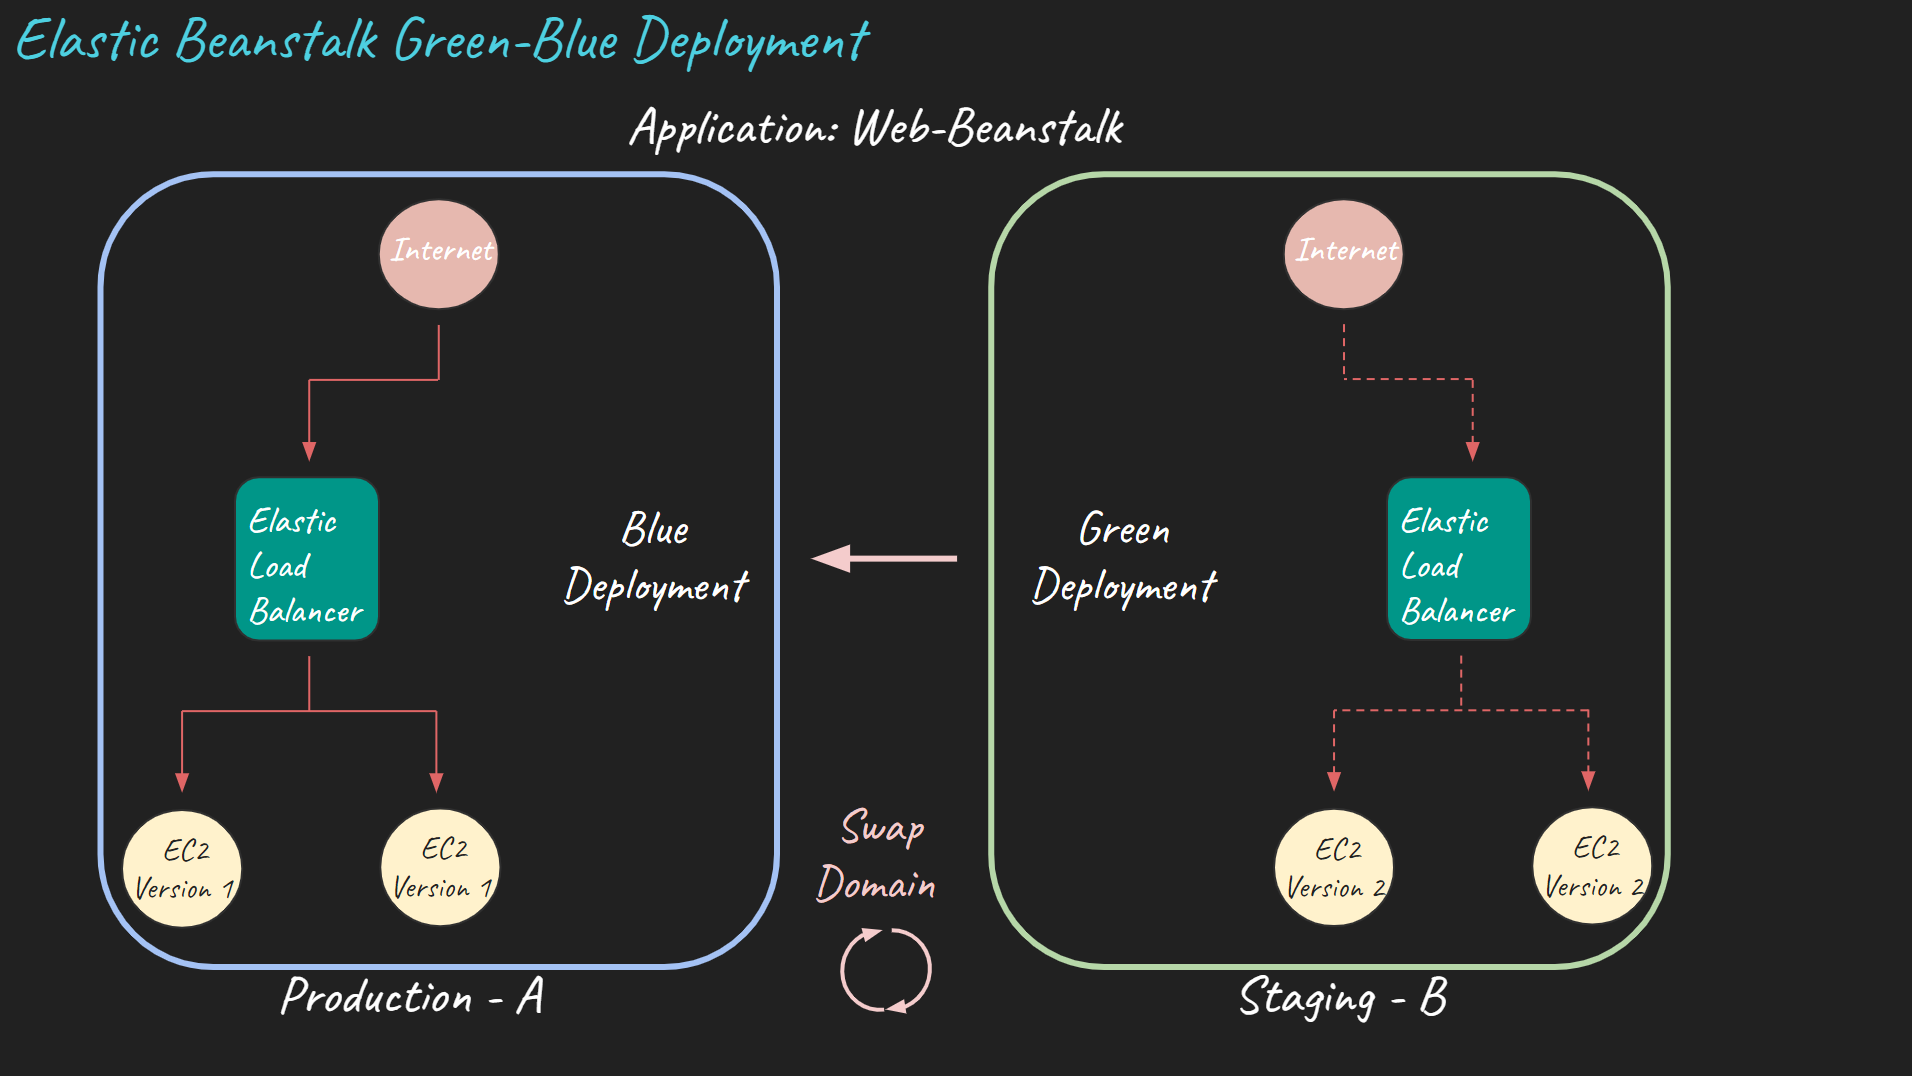 Elastic Beanstalk Green-Blue Deployment
Application: Web-Beanstalk
Internet
Elastic
Load
Balancer
Blue
Deployment
EC2
Version 1
EC2
Version 1
Production - A
Swap
Domain
Internet
Green
Deployment
Elastic
Load
Balancer
EC2
Version 2
EC2
Version 2
Staging - B